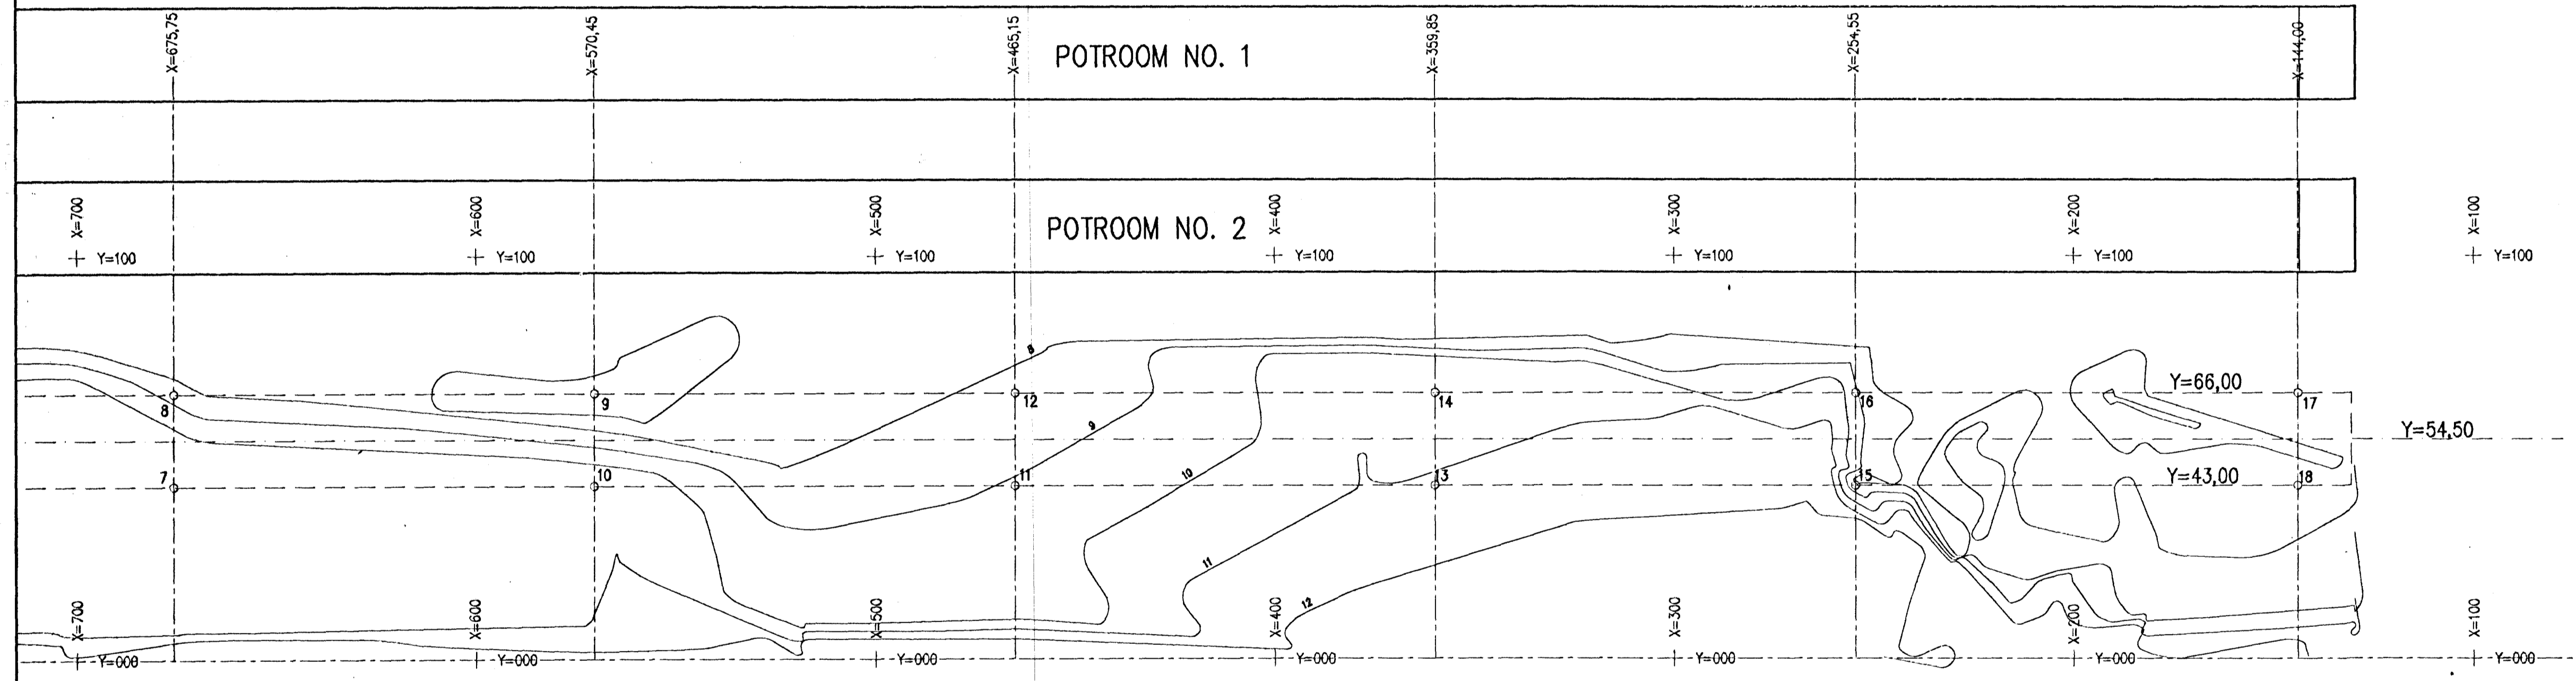 X=675,75
X=570,45
X=465,15
X=359,85
X=254,55
X=144,00
POTROOM NO. 1
X=700
X=600
X=500
X=400
X=300
X=200
X=100
POTROOM NO. 2
Y=100
Y=100
Y=100
Y=100
Y=100
Y=100
Y=100
8
Y=66,00
8
9
12
14
16
17
9
Y=54,50
10
7
10
11
13
15
Y=43,00
18
11
12
X=700
X=600
X=500
X=400
X=300
X=200
X=100
Y=000
Y=000
Y=000
Y=000
Y=000
Y=000
Y=000